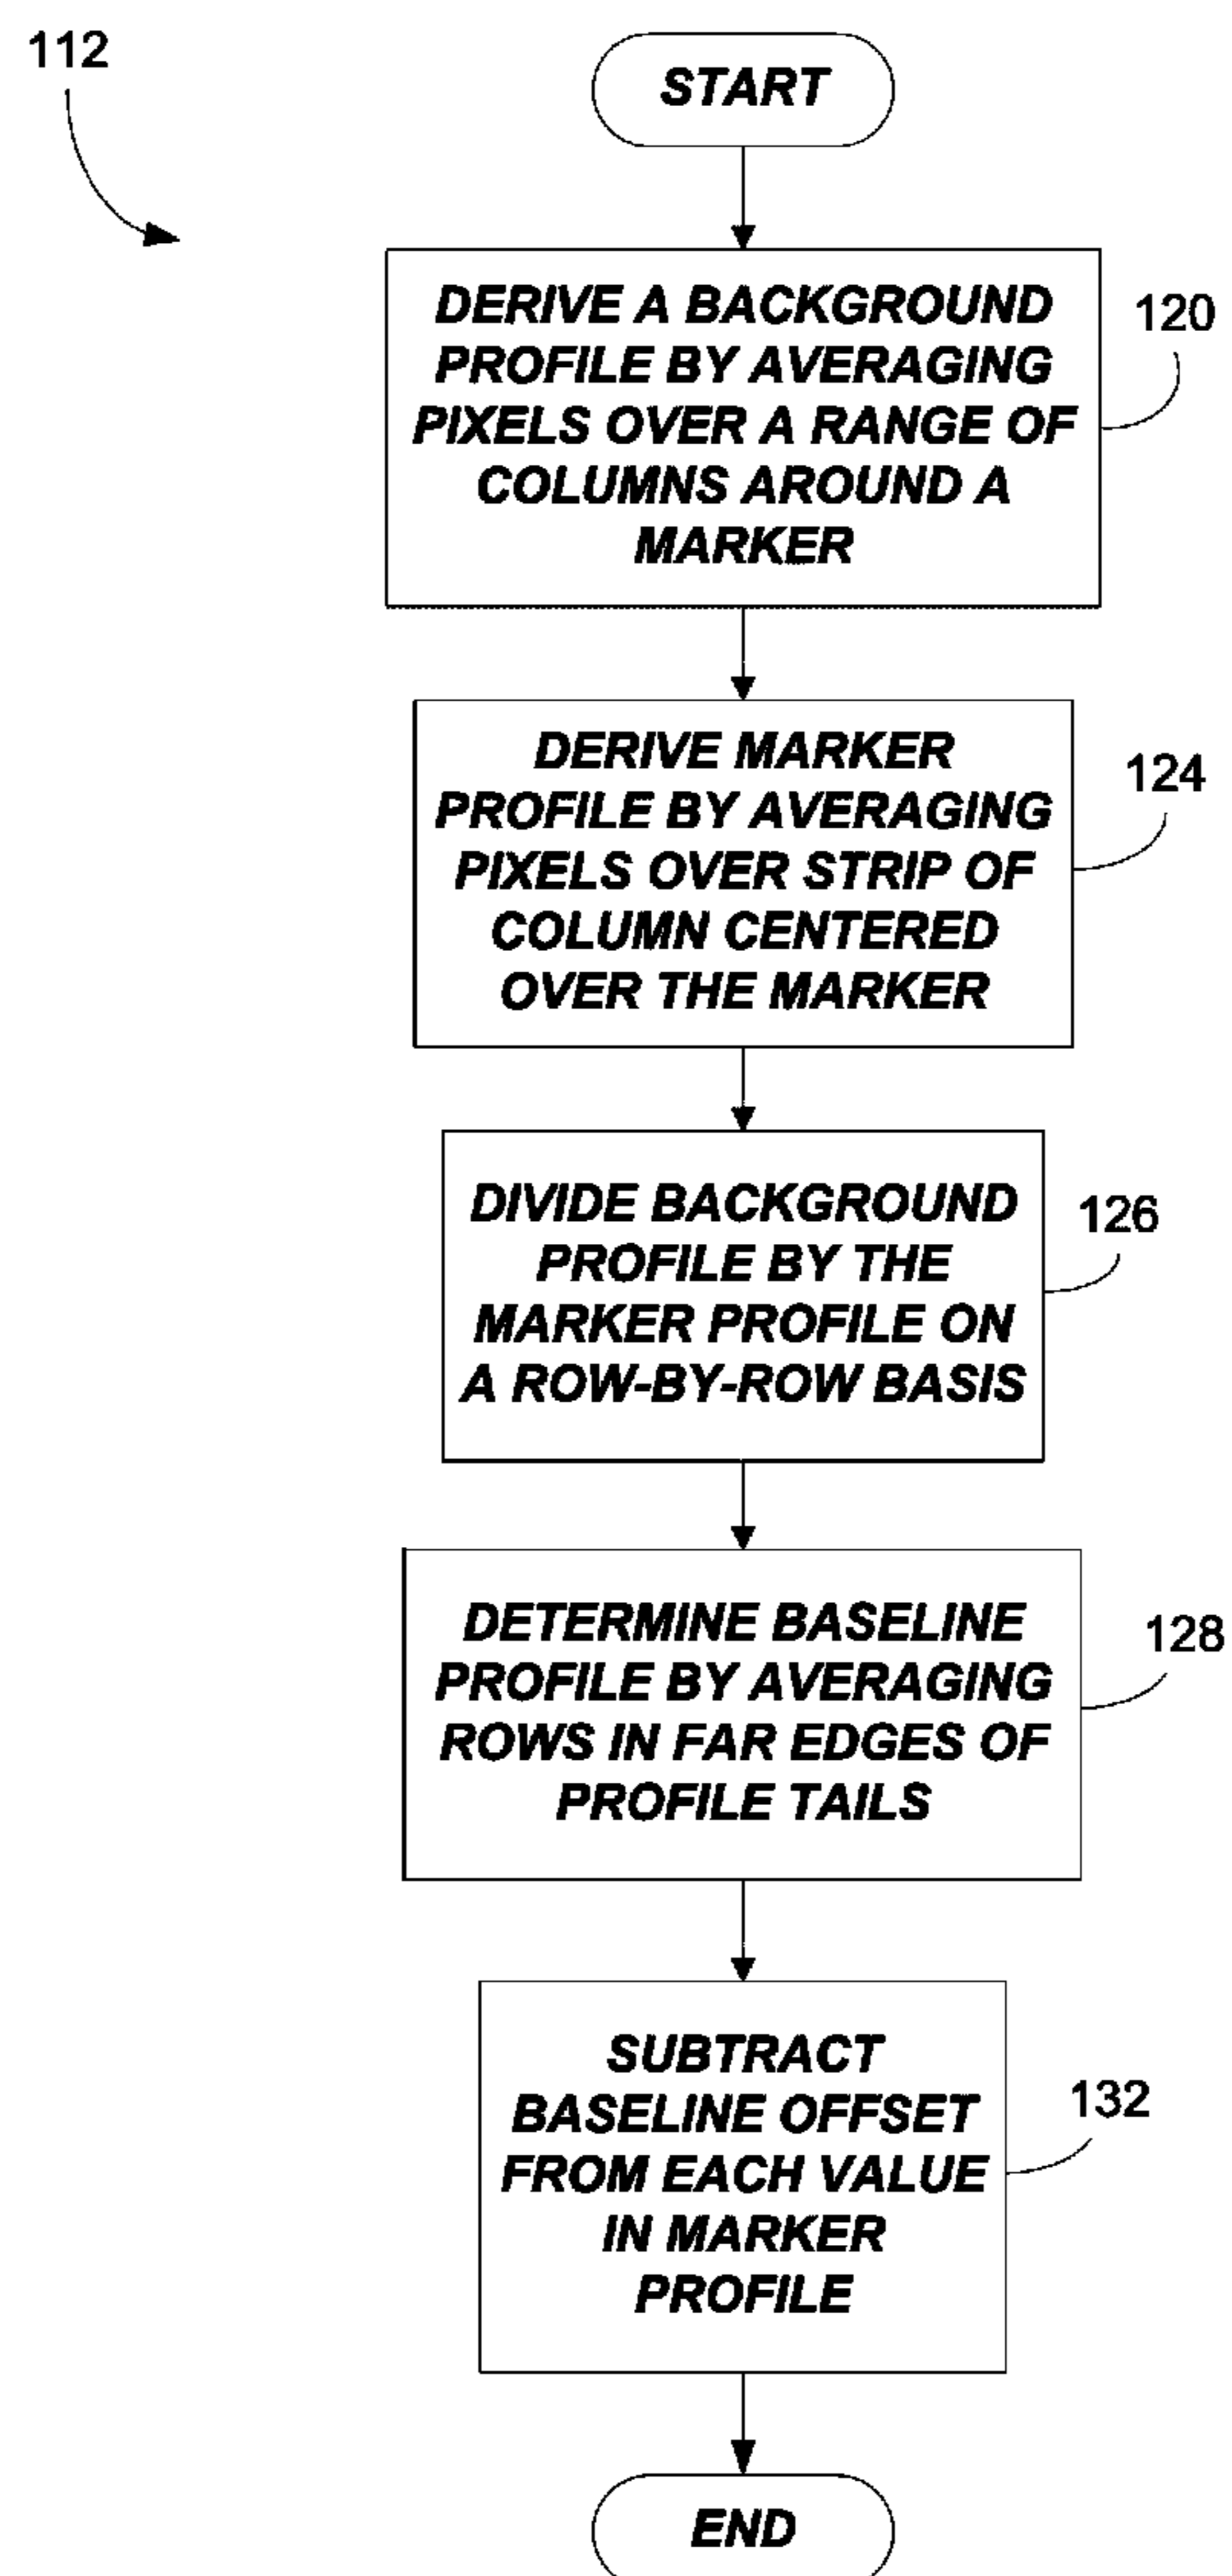 112
START
DERIVE A BACKGROUND
PROFILE BY AVERAGING
PIXELS OVER A RANGE OF
COLUMNS AROUND A
MARKER
120
DERIVE MARKER
PROFILE BY AVERAGING
PIXELS OVER STRIP OF
COLUMN CENTERED
OVER THE MARKER
124
DIVIDE BACKGROUND
PROFILE BY THE
MARKER PROFILE ON
A ROW-BY-ROW BASIS
126
DETERMINE BASELINE
PROFILE BY AVERAGING
ROWS IN FAR EDGES OF
PROFILE TAILS
128
SUBTRACT
BASELINE OFFSET
FROM EACH VALUE
IN MARKER
PROFILE
132
END